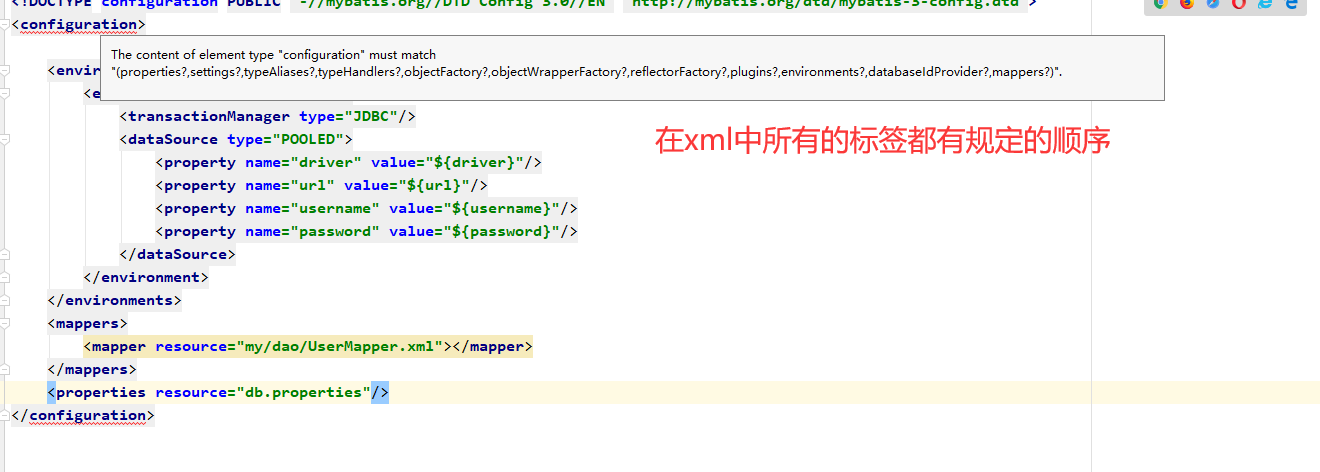 <!DOCTYPE configuration PUBLIC "-//mybatis.org//DTD Config 3.0//EN" "http://mybatis.org/dtd/mybatis-3-config.dtd">
<configuration>
The content of element type "configuration" must match
"(properties?,settings?,typeAliases?,typeHandlers?,objectFactory?,objectWrapperFactory?,reflectorFactory?,plugins?,environments?,databaseIdProvider?,mappers?)".
<envir
<e
<transactionManager type="JDBC"/>
<dataSource type="POOLED">
在xml中所有的标签都有规定的顺序
<property name="driver" value="${driver}"/>
<property name="url" value="${url}"/>
<property name="username" value="${username}"/>
<property name="password" value="${password}"/>
</dataSource>
</environment>
</environments>
<mappers>
<mapper resource="my/dao/UserMapper.xml"></mapper>
</mappers>
<properties resource="db.properties"/>
</configuration>